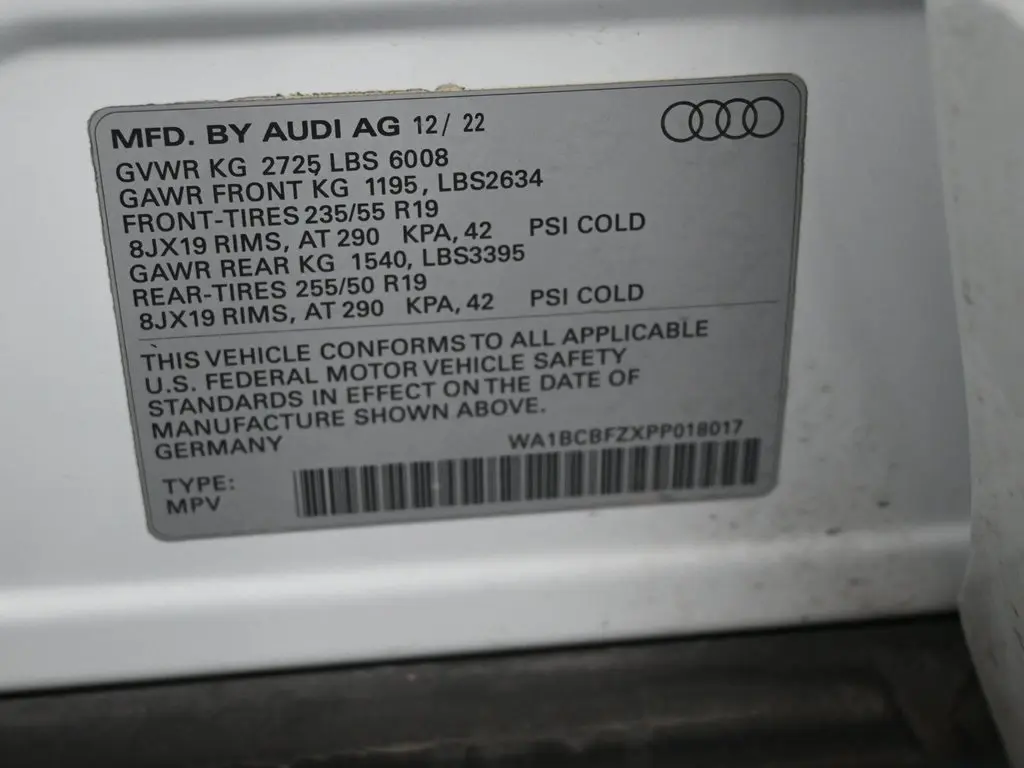 MFD. BY AUDI AG 12/ 22
GVWR KG 2725 LBS 6008
GAWR FRONT KG 1195, LBS2634
FRONT-TIRES 235/55 R19
8JX19 RIMS, AT 290 KPA, 42 PSI COLD
GAWR REAR KG 1540, LBS3395
REAR-TIRES 255/50 R19
8JX19 RIMS, AT 290 KPA, 42 PSI COLD
THIS VEHICLE CONFORMS TO ALL APPLICABLE
U.S. FEDERAL MOTOR VEHICLE SAFETY
STANDARDS IN EFFECT ON THE DATE OF
MANUFACTURE SHOWN ABOVE.
GERMANY WA1BCBFZXPP018017
TYPE:
MPV